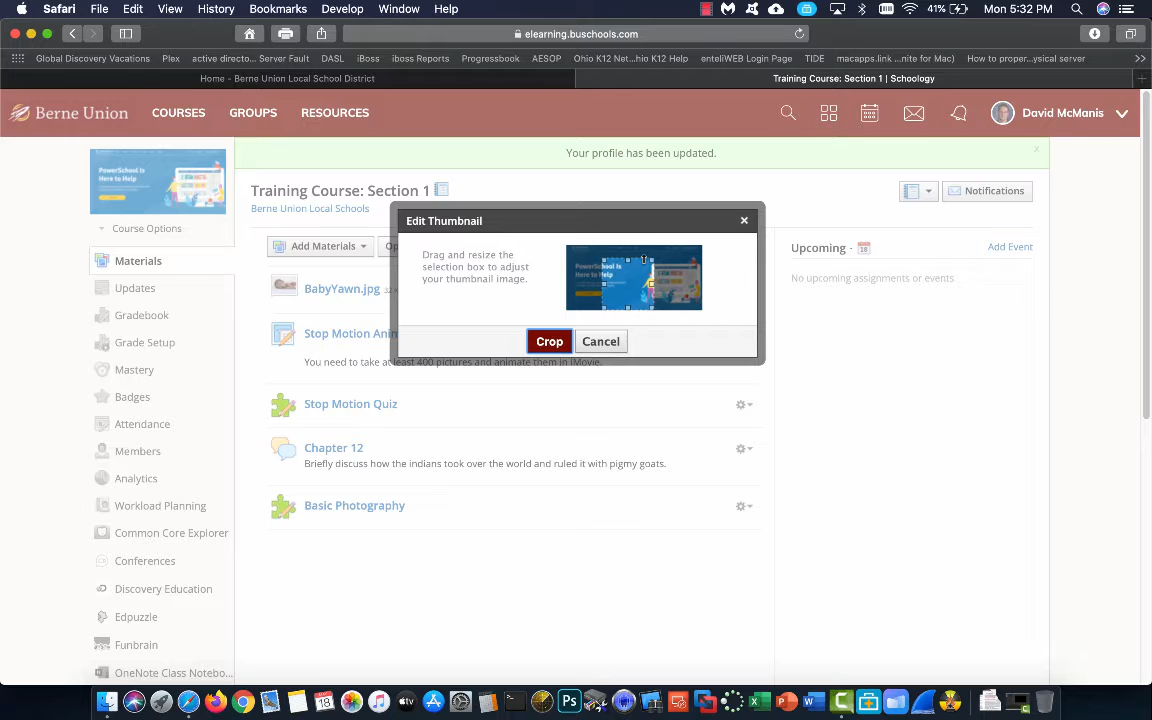 Safari File Edit View History Bookmarks Develop Window Help 41% Mon 5:32 PM
elearning.buschools.com
Global Discovery Vacations Plex active directo... Server Fault DASL iBoss iboss Reports Progressbook AESOP Ohio K12 Net...hio K12 Help enteliWEB Login Page TIDE macapps.link ...nite for Mac) How to proper...ysical server
Home - Berne Union Local School District Training Course: Section 1 | Schoology
Berne Union COURSES GROUPS RESOURCES David McManis
Your profile has been updated. x
PowerSchool Is
Here to Help
Training Course: Section 1 Notifications
Berne Union Local Schools
Course Options
Edit Thumbnail ×
Drag and resize the
selection box to adjust
your thumbnail image.
Crop Cancel
Add Materials Op
Upcoming · 18 Add Event
No upcoming assignments or events
BabyYawn.jpg 32
Stop Motion Anim
You need to take at least 400 pictures and animate them in iMovie.
Stop Motion Quiz
Chapter 12
Briefly discuss how the indians took over the world and ruled it with pigmy goats.
Basic Photography
Materials
Updates
Gradebook
Grade Setup
Mastery
Badges
Attendance
Members
Analytics
Workload Planning
Common Core Explorer
Conferences
Discovery Education
Edpuzzle
Funbrain
OneNote Class Notebo...